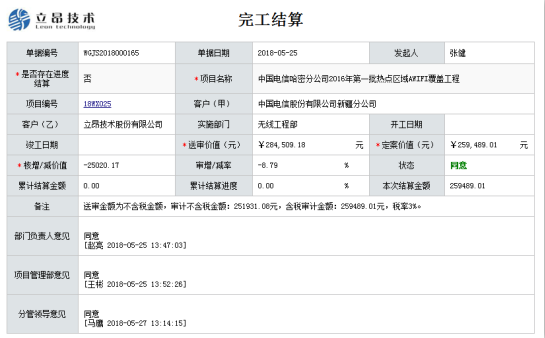 立昂技术
Leon technology
完工结算
单据编号 WGJS2018000165 单据日期 2018-05-25 发起人 张健
*是否存在进度结算 否 *项目名称 中国电信哈密分公司2016年第一批热点区域AWIFI覆盖工程
项目编号 18WX025 客户（甲） 中国电信股份有限公司新疆分公司
客户（乙） 立昂技术股份有限公司 实施部门 无线工程部 开工日期
竣工日期 *送审价值（元） ￥284,509.18 元 *定案价值（元） ￥259,489.01 元
*核增/减价值 -25020.17 审增/减率 -8.79 % 状态 同意
累计结算金额 0.00 累计结算进度 0.00 % 本次结算金额 259489.01
备注 送审金额为不含税金额，审计不含税金额：251931.08元，含税审计金额：259489.01元，税率3%。
部门负责人意见 同意
[赵亮 2018-05-25 13:47:03]
项目管理部意见 同意
[王彬 2018-05-25 13:52:26]
分管领导意见 同意
[马鹰 2018-05-27 13:14:15]